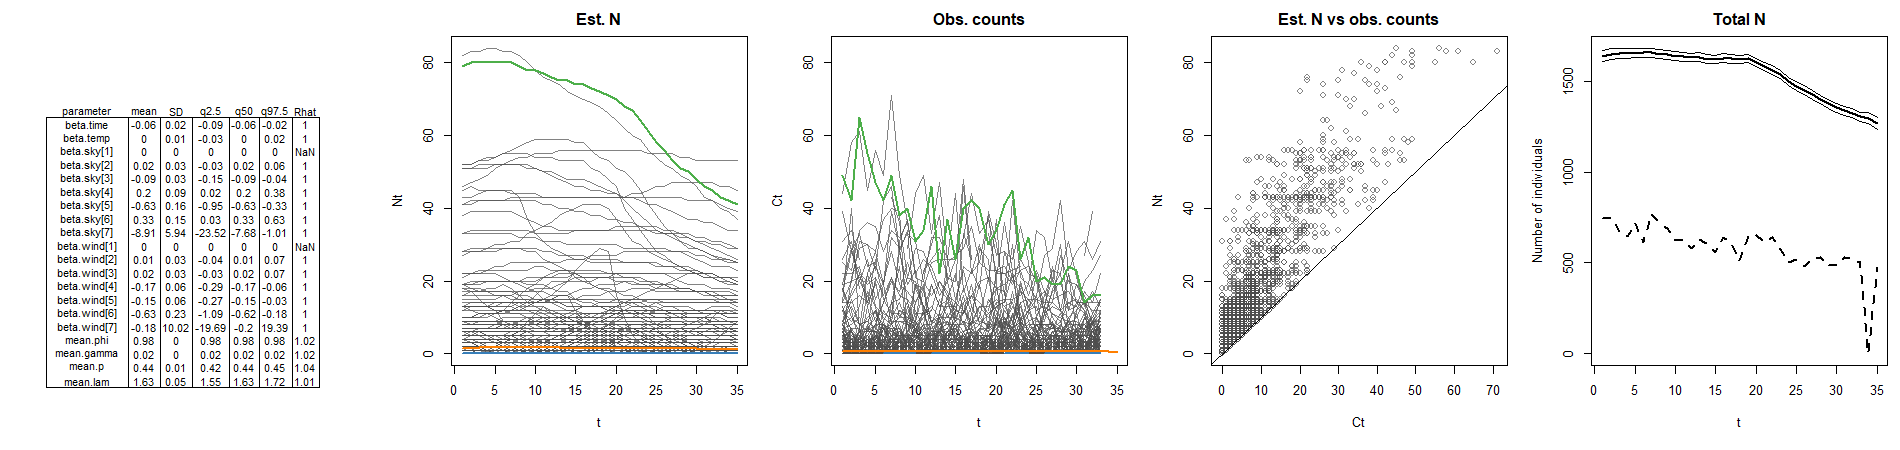 parameter mean SD q2.5 q50 q97.5 Rhat
beta.time -0.06 0.02 -0.09 -0.06 -0.02 1
beta.temp 0 0.01 -0.03 0 0.02 1
beta.sky[1] 0 0 0 0 0 NaN
beta.sky[2] 0.02 0.03 -0.03 0.02 0.06 1
beta.sky[3] -0.09 0.03 -0.15 -0.09 -0.04 1
beta.sky[4] 0.2 0.09 0.02 0.2 0.38 1
beta.sky[5] -0.63 0.16 -0.95 -0.63 -0.33 1
beta.sky[6] 0.33 0.15 0.03 0.33 0.63 1
beta.sky[7] -8.91 5.94 -23.52 -7.68 -1.01 1
beta.wind[1] 0 0 0 0 0 NaN
beta.wind[2] 0.01 0.03 -0.04 0.01 0.07 1
beta.wind[3] 0.02 0.03 -0.03 0.02 0.07 1
beta.wind[4] -0.17 0.06 -0.29 -0.17 -0.06 1
beta.wind[5] -0.15 0.06 -0.27 -0.15 -0.03 1
beta.wind[6] -0.63 0.23 -1.09 -0.62 -0.18 1
beta.wind[7] -0.18 10.02 -19.69 -0.2 19.39 1
mean.phi 0.98 0 0.98 0.98 0.98 1.02
mean.gamma 0.02 0 0.02 0.02 0.02 1.02
mean.p 0.44 0.01 0.42 0.44 0.45 1.04
mean.lam 1.63 0.05 1.55 1.63 1.72 1.01
Est. N
Nt
80
60
40
20
0
0 5 10 15 20 25 30 35
t
Obs. counts
Ct
80
60
40
20
0
0 5 10 15 20 25 30 35
t
Est. N vs obs. counts
Nt
80
60
40
20
0
0 10 20 30 40 50 60 70
Ct
Total N
Number of individuals
1500
1000
500
0
0 5 10 15 20 25 30 35
t